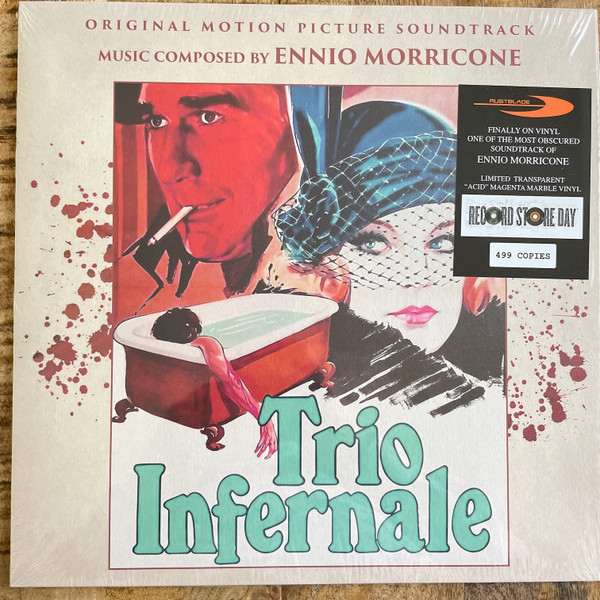 ORIGINAL MOTION PICTURE SOUNDTRACK
MUSIC COMPOSED BY ENNIO MORRICONE
RUSTBLADE
FINALLY ON VINYL
ONE OF THE MOST OBSCURED
SOUNDTRACK OF
ENNIO MORRICONE
LIMITED TRANSPARENT
"ACID" MAGENTA MARBLE VINYL
RECORD STORE DAY
499 COPIES
Trio
Infernale